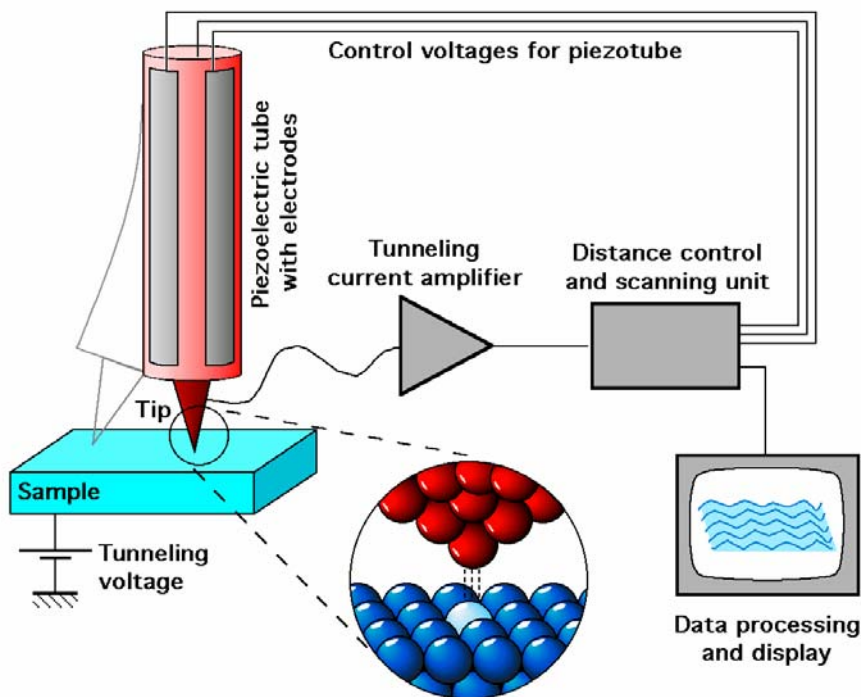 Control voltages for piezotube
Piezoelectric tube
with electrodes
Tunneling
current amplifier
Distance control
and scanning unit
Tip
Sample
Tunneling
voltage
Data processing
and display